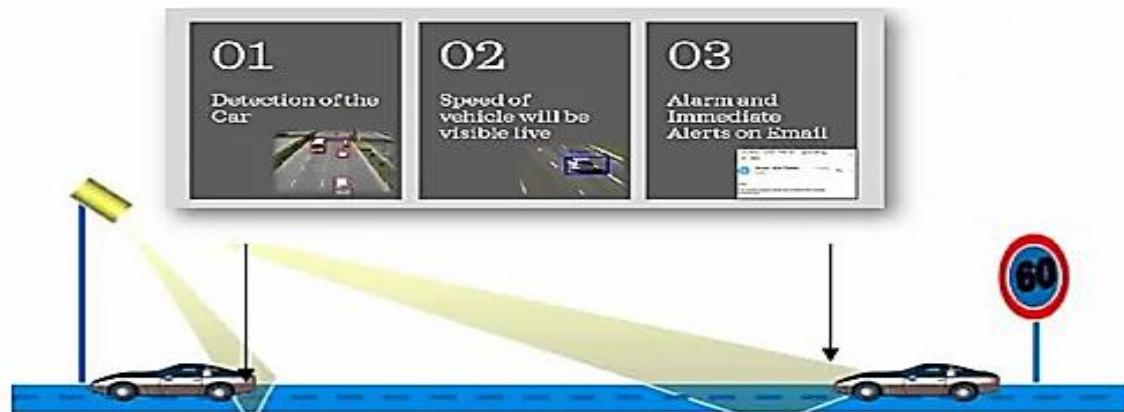 01
Detection of the
Car
02
Speed of
vehicle will be
visible live
03
Alarm and
Immediate
Alerts on Email
60